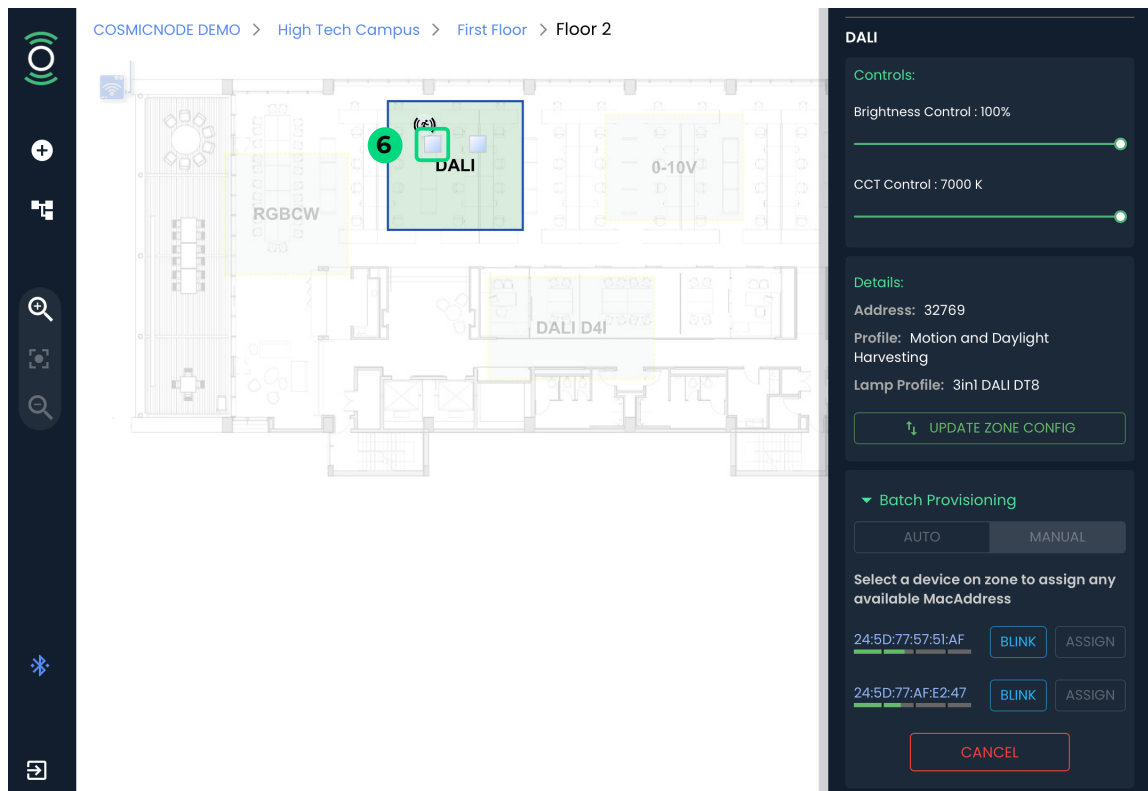 COSMICNODE DEMO > High Tech Campus > First Floor > Floor 2
6
DALI
0-10V
RGBCW
DALI D4I
DALI
Controls:
Brightness Control : 100%
CCT Control : 7000 K
Details:
Address: 32769
Profile: Motion and Daylight
Harvesting
Lamp Profile: 3in1 DALI DT8
UPDATE ZONE CONFIG
Batch Provisioning
AUTO MANUAL
Select a device on zone to assign any
available MacAddress
24:5D:77:57:51:AF BLINK ASSIGN
24:5D:77:AF:E2:47 BLINK ASSIGN
CANCEL